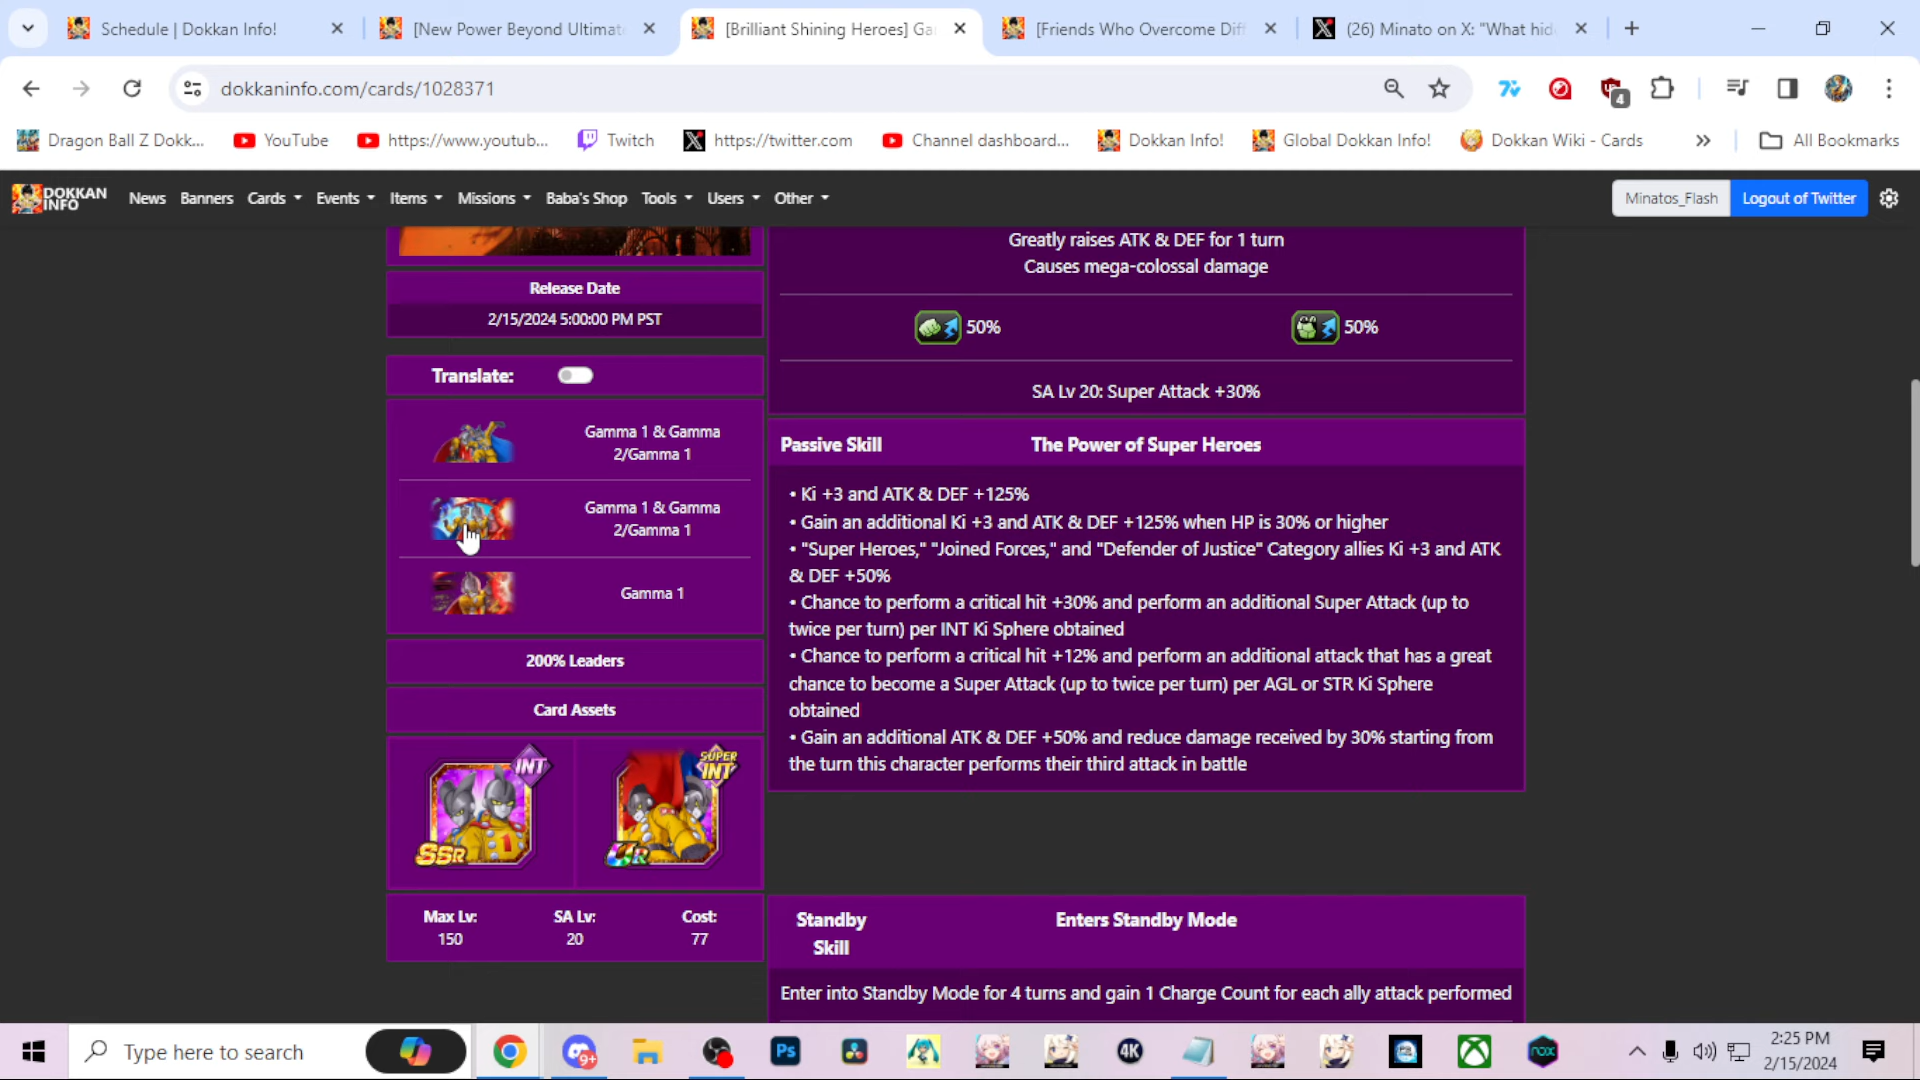 Schedule | Dokkan Info!
[New Power Beyond Ultimat
[Brilliant Shining Heroes] Ga
[Friends Who Overcome Dif
(26) Minato on X: "What hid
dokkaninfo.com/cards/1028371
4
Dragon Ball Z Dokk...
YouTube
https://www.youtub...
Twitch
https://twitter.com
Channel dashboard...
Dokkan Info!
Global Dokkan Info!
Dokkan Wiki - Cards
All Bookmarks
DOKKAN
INFO
News
Banners
Cards
Events
Items
Missions
Baba's Shop
Tools
Users
Other
Minatos_Flash
Logout of Twitter
Release Date
2/15/2024 5:00:00 PM PST
Translate:
Gamma 1 & Gamma
2/Gamma 1
Gamma 1 & Gamma
2/Gamma 1
Gamma 1
200% Leaders
Card Assets
INT
SSR
SUPER
INT
UR
Max Lv:
SA Lv:
Cost:
150
20
77
Greatly raises ATK & DEF for 1 turn
Causes mega-colossal damage
50%
50%
SA Lv 20: Super Attack +30%
Passive Skill
The Power of Super Heroes
• Ki +3 and ATK & DEF +125%
• Gain an additional Ki +3 and ATK & DEF +125% when HP is 30% or higher
• "Super Heroes," "Joined Forces," and "Defender of Justice" Category allies Ki +3 and ATK
& DEF +50%
• Chance to perform a critical hit +30% and perform an additional Super Attack (up to
twice per turn) per INT Ki Sphere obtained
• Chance to perform a critical hit +12% and perform an additional attack that has a great
chance to become a Super Attack (up to twice per turn) per AGL or STR Ki Sphere
obtained
• Gain an additional ATK & DEF +50% and reduce damage received by 30% starting from
the turn this character performs their third attack in battle
Standby
Skill
Enters Standby Mode
Enter into Standby Mode for 4 turns and gain 1 Charge Count for each ally attack performed
Type here to search
9+
Ps
4K
nox
2:25 PM
2/15/2024